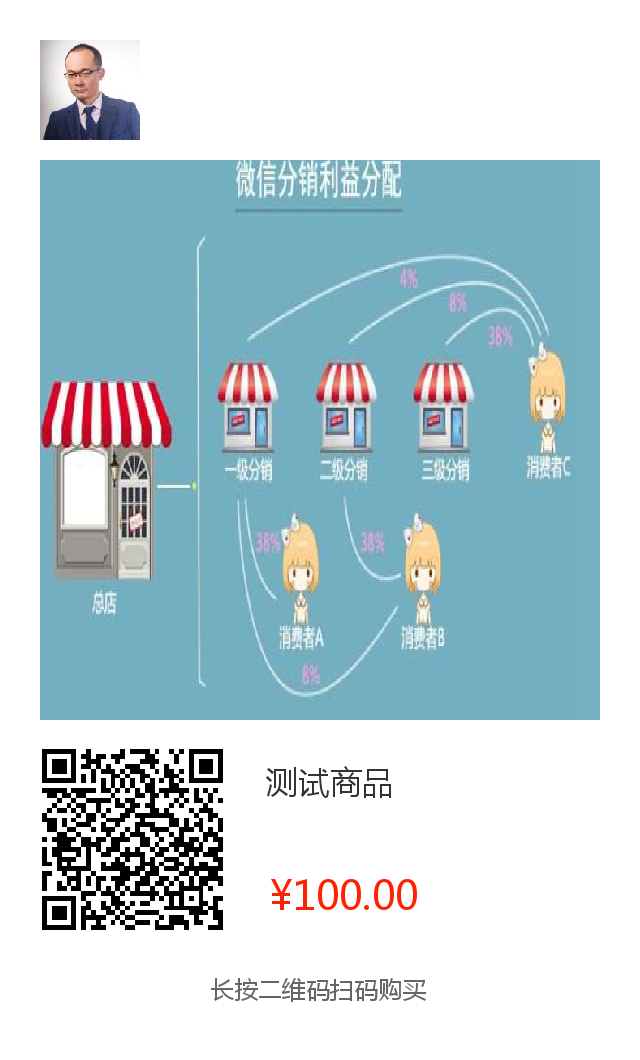 微信分销利益分配
4%
8%
38%
一级分销
二级分销
三级分销
消费者C
38%
38%
总店
消费者A
消费者B
8%
测试商品
¥100.00
长按二维码扫码购买